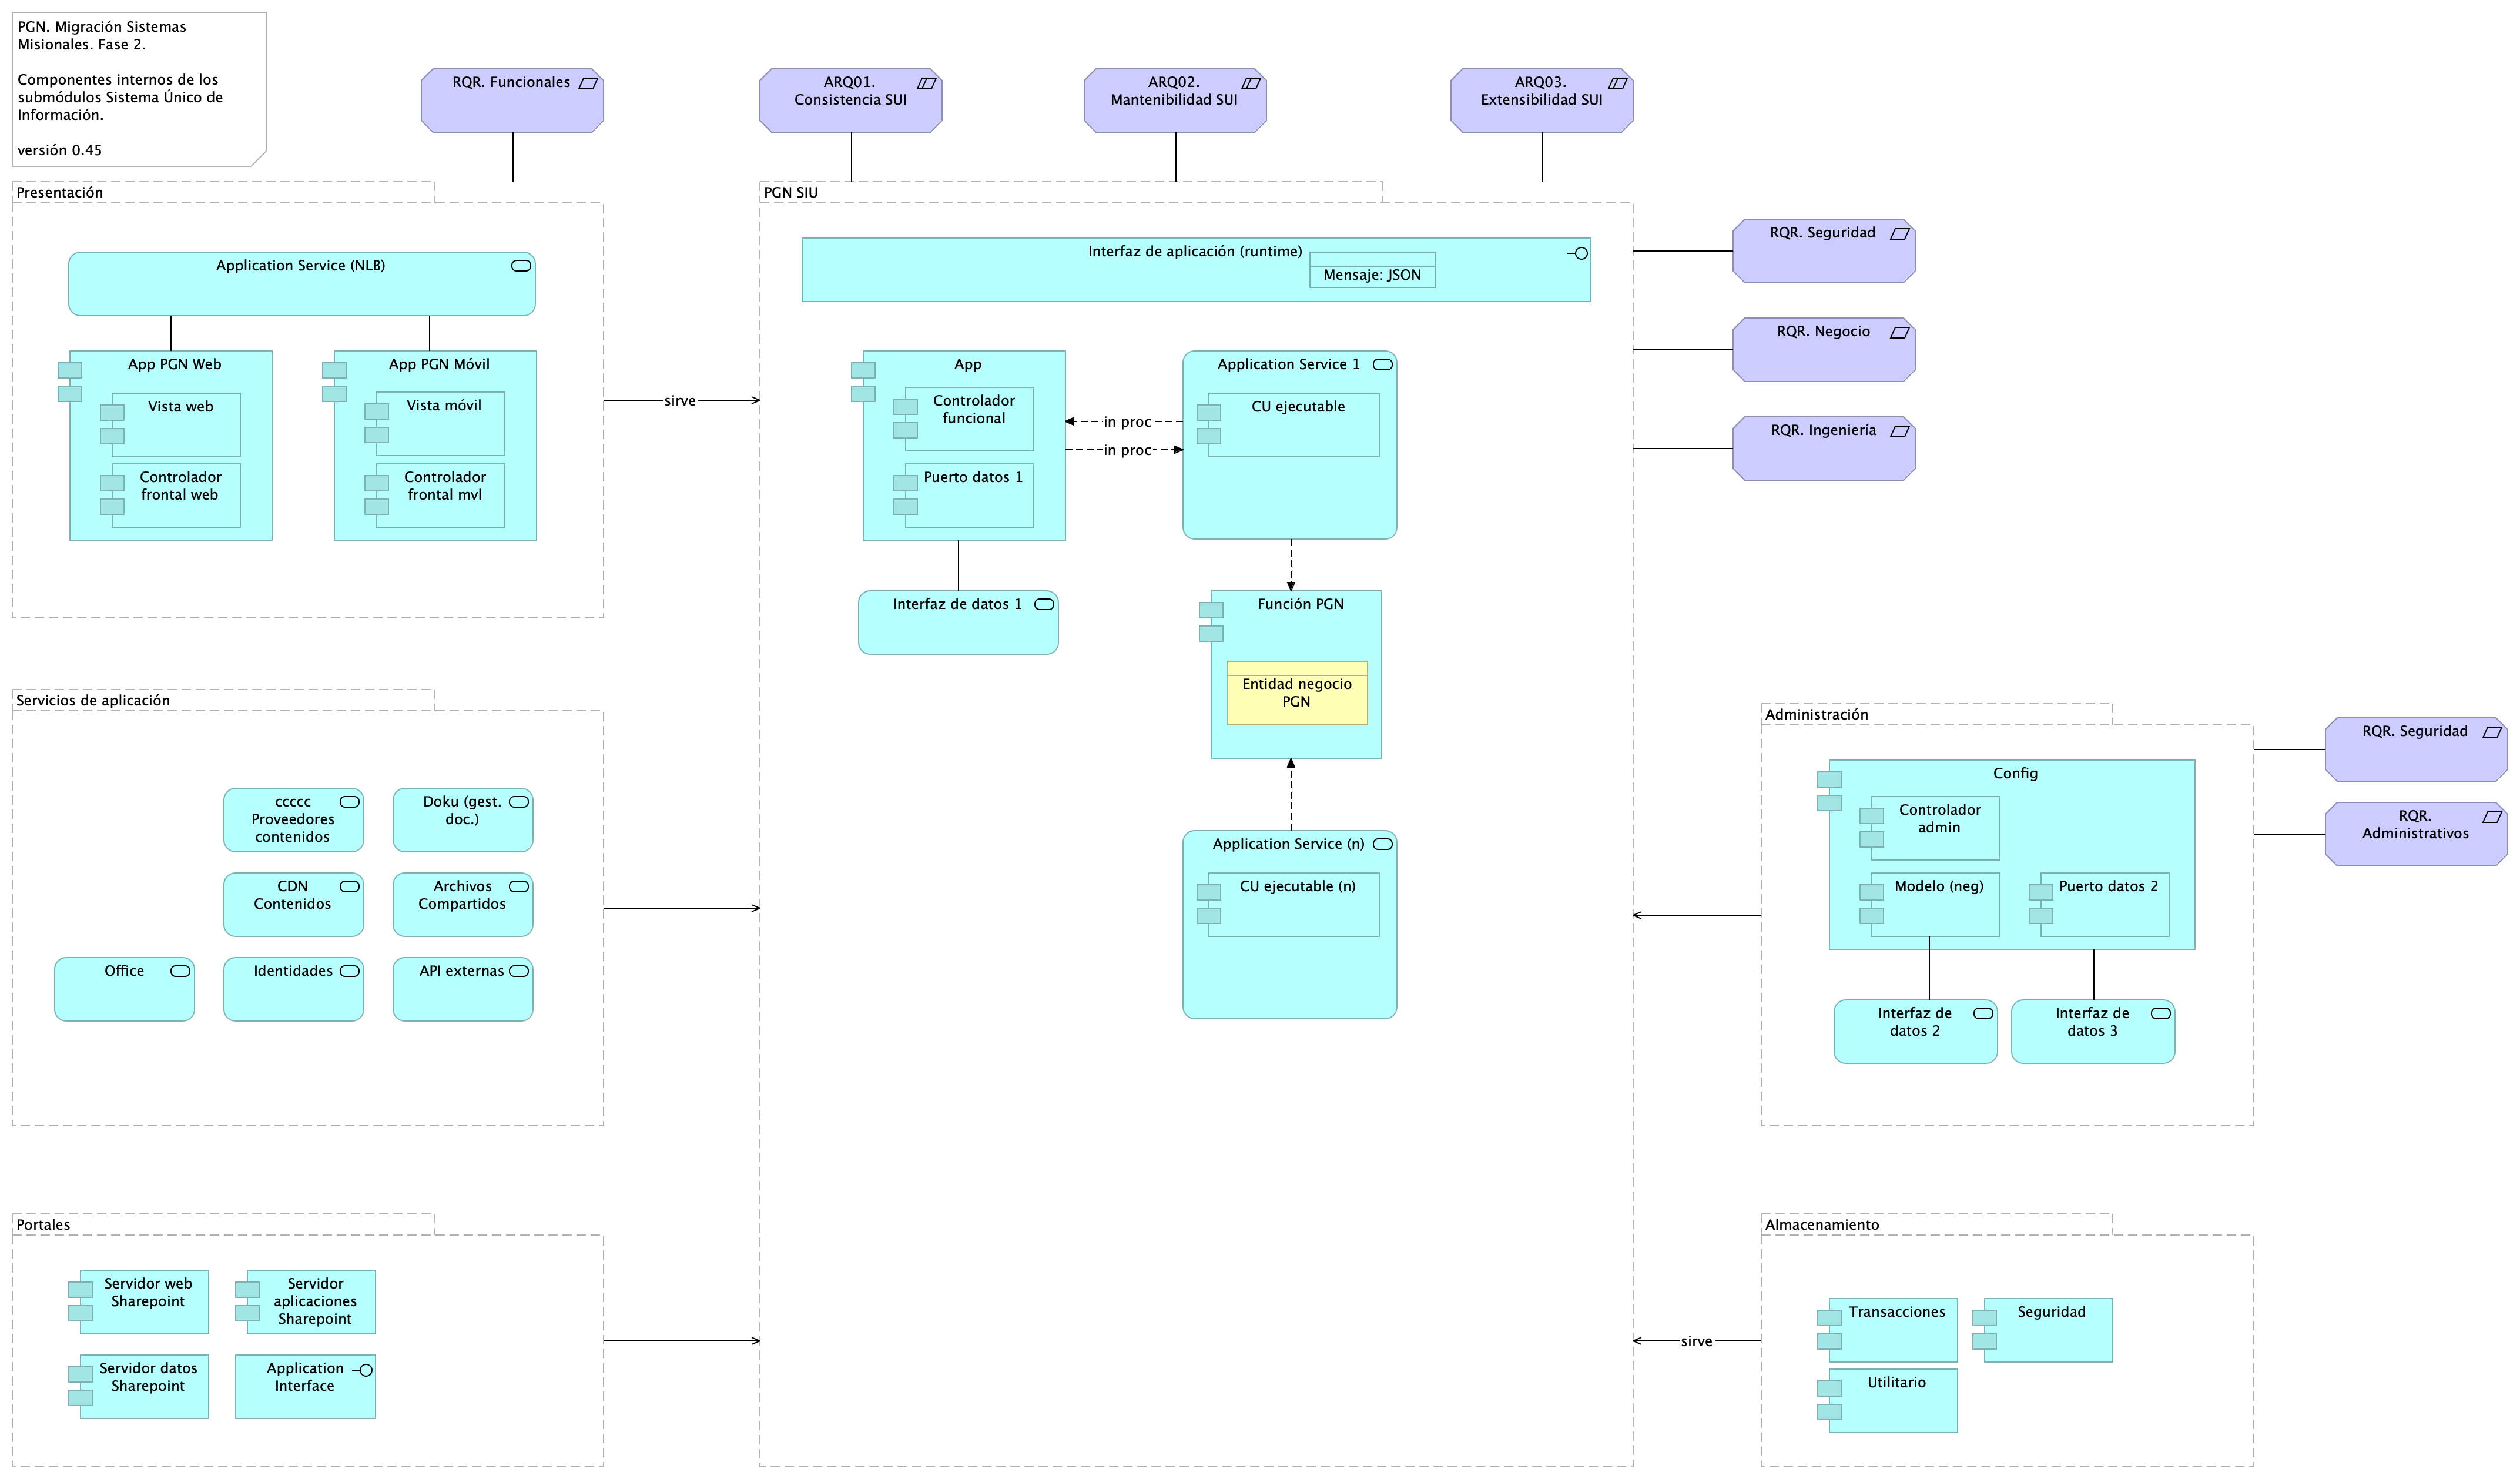 PGN. Migración Sistemas
Misionales. Fase 2.
Componentes internos de los
submódulos Sistema Único de
Información.
versión 0.45
RQR. Funcionales
ARQ01.
Consistencia SUI
ARQ02.
Mantenibilidad SUI
ARQ03.
Extensibilidad SUI
Presentación
Application Service (NLB)
App PGN Web
Vista web
Controlador
frontal web
App PGN Móvil
Vista móvil
Controlador
frontal mvl
sirve
PGN SIU
Interfaz de aplicación (runtime)
Mensaje: JSON
App
Controlador
funcional
Puerto datos 1
in proc
in proc
Application Service 1
CU ejecutable
Interfaz de datos 1
Función PGN
Entidad negocio
PGN
Application Service (n)
CU ejecutable (n)
RQR. Seguridad
RQR. Negocio
RQR. Ingeniería
Servicios de aplicación
ccccc
Proveedores
contenidos
Doku (gest.
doc.)
CDN
Contenidos
Archivos
Compartidos
Office
Identidades
API externas
Administración
Config
Controlador
admin
Modelo (neg)
Puerto datos 2
Interfaz de
datos 2
Interfaz de
datos 3
RQR. Seguridad
RQR.
Administrativos
Portales
Servidor web
Sharepoint
Servidor
aplicaciones
Sharepoint
Servidor datos
Sharepoint
Application
Interface
sirve
Almacenamiento
Transacciones
Seguridad
Utilitario